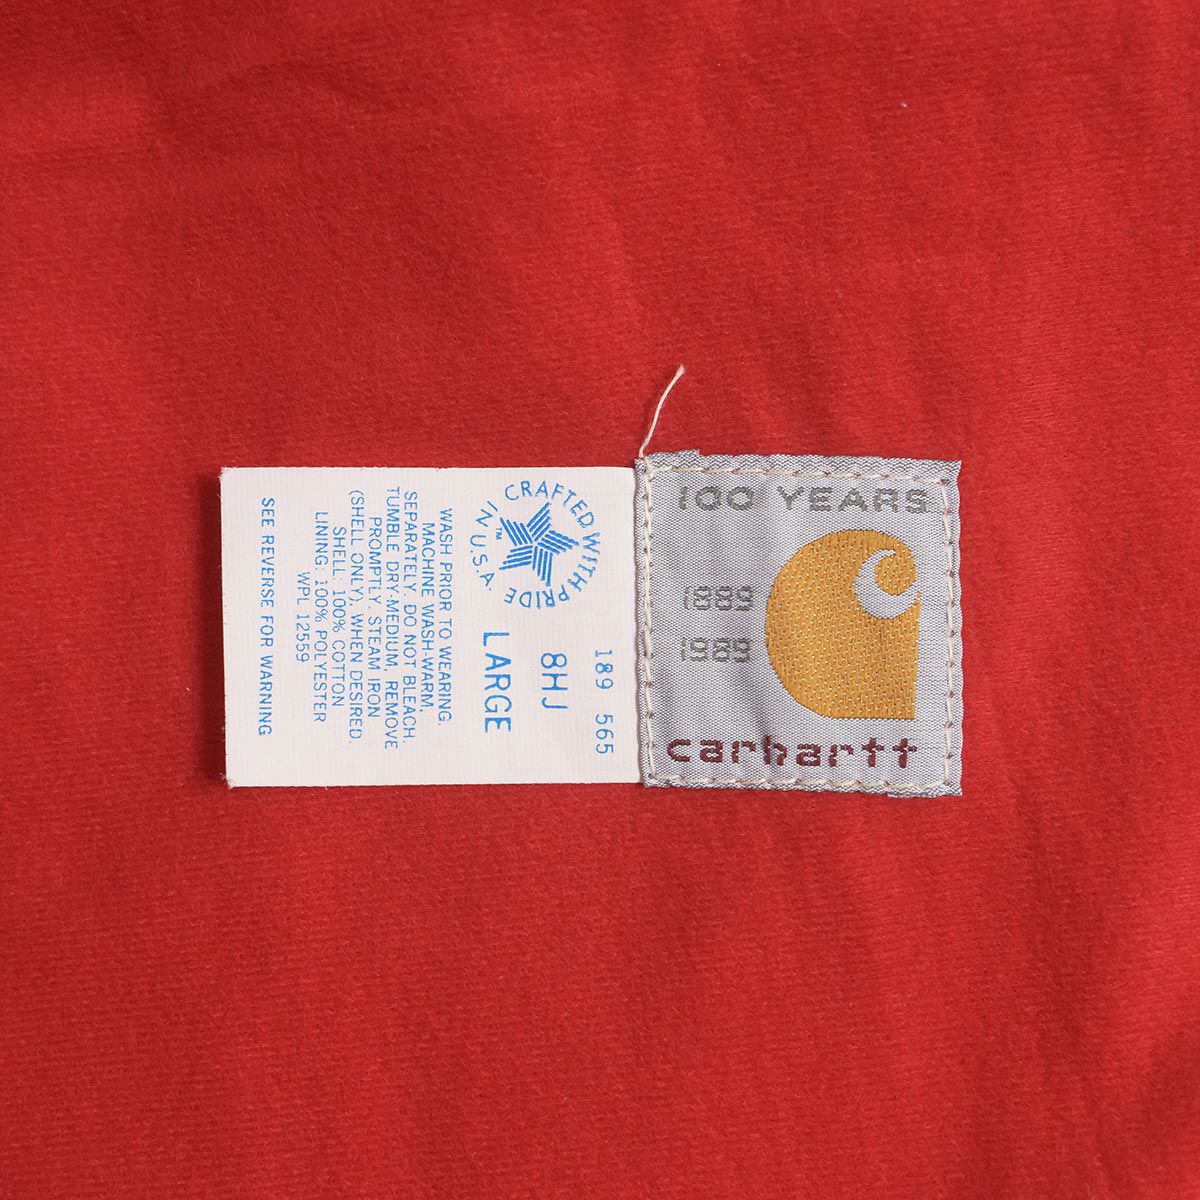 100 YEARS
1889
1989
carhartt
189 565
8HJ
LARGE
CRAFTED WITH PRIDE
IN U.S.A.
™
WASH PRIOR TO WEARING.
MACHINE WASH-WARM,
SEPARATELY. DO NOT BLEACH.
TUMBLE DRY-MEDIUM, REMOVE
PROMPTLY. STEAM IRON
(SHELL ONLY), WHEN DESIRED.
SHELL: 100% COTTON
LINING: 100% POLYESTER
WPL 12559
SEE REVERSE FOR WARNING